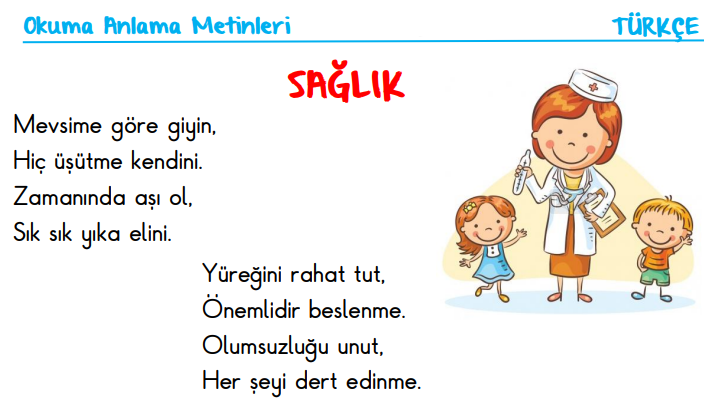 Okuma Anlama Metinleri
TÜRKÇE
SAĞLIK
Mevsime göre giyin,
Hiç üşütme kendini.
Zamanında aşı ol,
Sık sık yıka elini.
Yüreğini rahat tut,
Önemlidir beslenme.
Olumsuzluğu unut,
Her şeyi dert edinme.